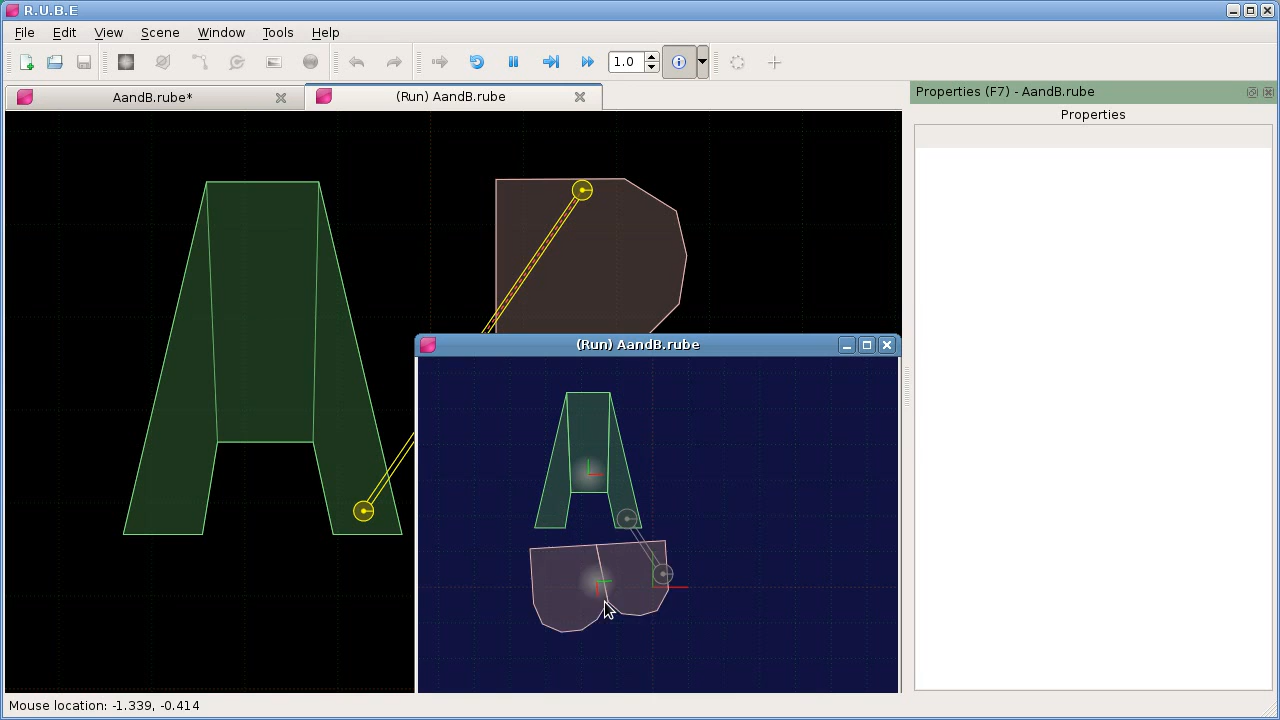 R.U.B.E
File Edit View Scene Window Tools Help
1.0
AandB.rube* (Run) AandB.rube
Properties (F7) - AandB.rube
Properties
(Run) AandB.rube
Mouse location: -1.339, -0.414